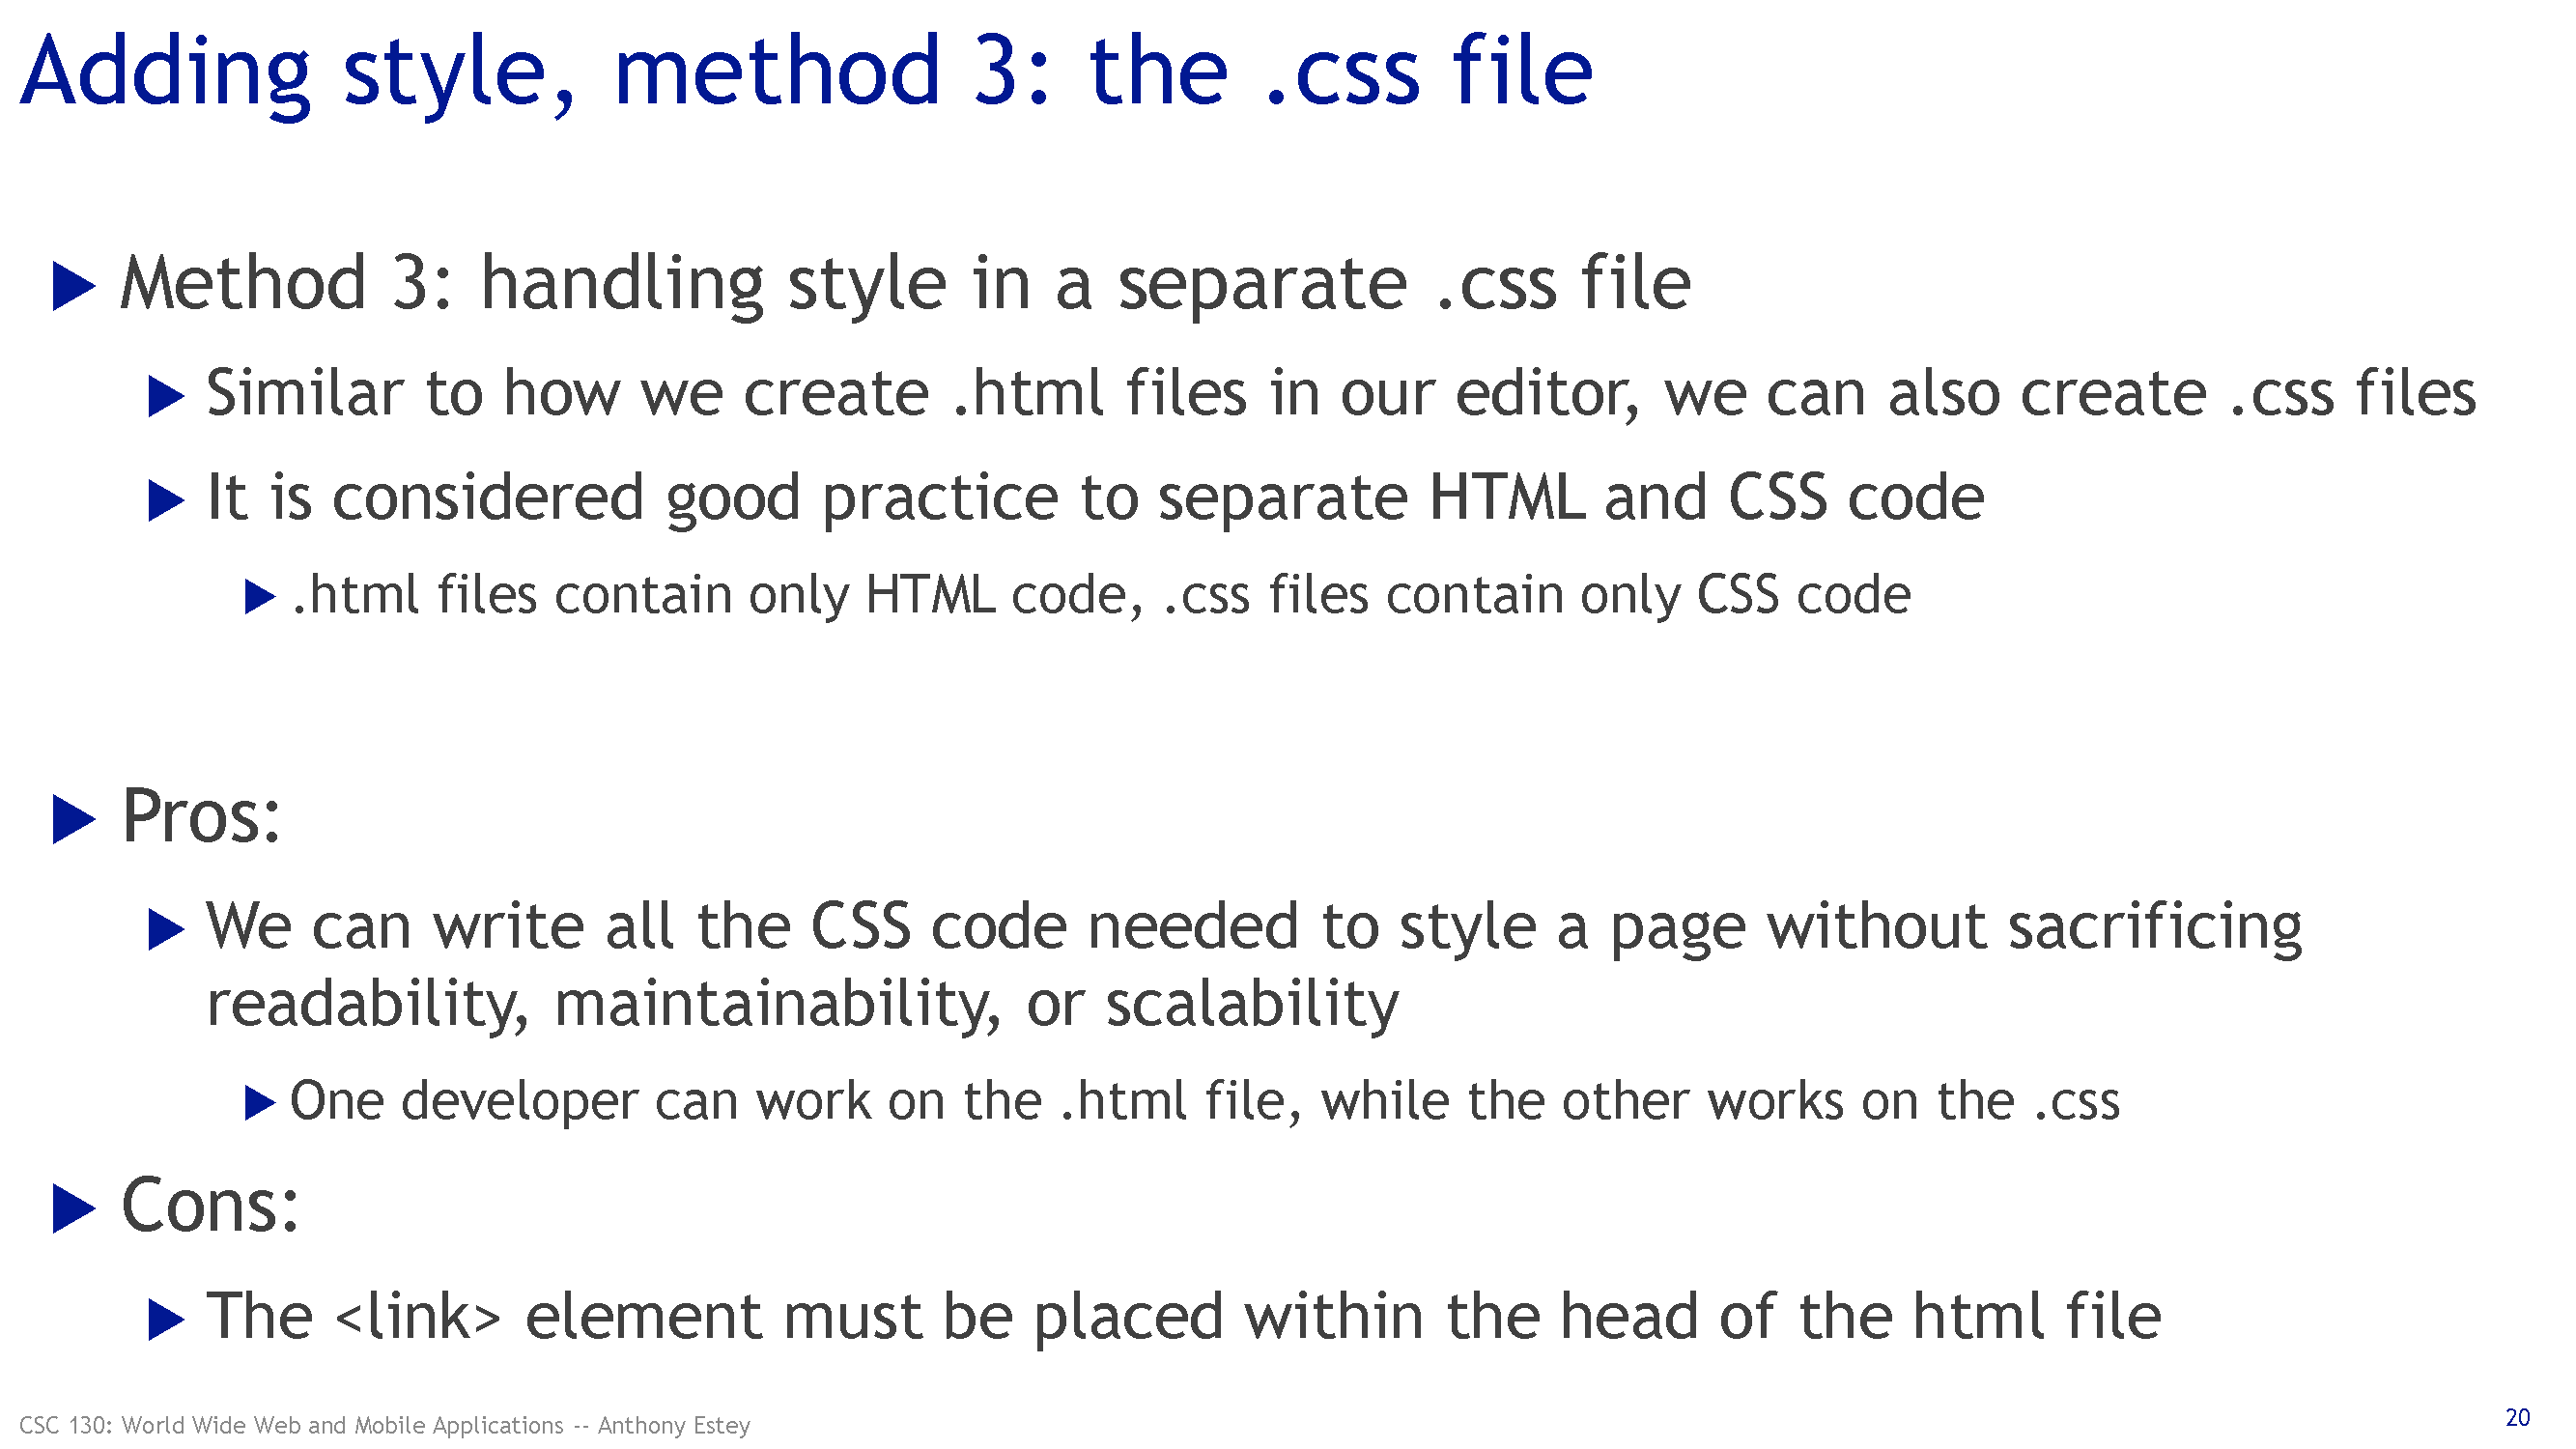 Adding style, method 3: the .css file
Method 3: handling style in a separate .css file
Similar to how we create .html files in our editor, we can also create .css files
It is considered good practice to separate HTML and CSS code
.html files contain only HTML code, .css files contain only CSS code
Pros:
We can write all the CSS code needed to style a page without sacrificing
readability, maintainability, or scalability
One developer can work on the .html file, while the other works on the .css
Cons:
The <link> element must be placed within the head of the html file
CSC 130: World Wide Web and Mobile Applications -- Anthony Estey
20